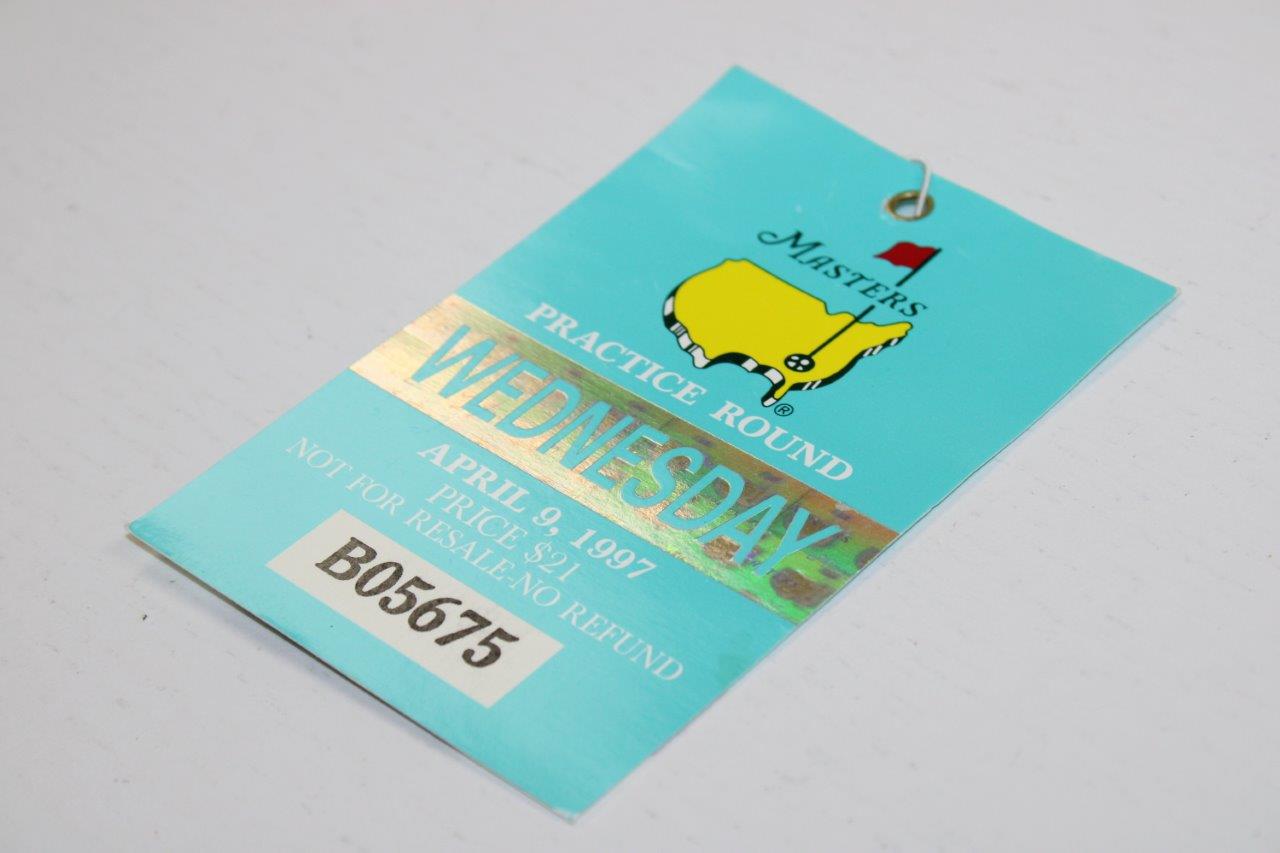 MASTERS
®
PRACTICE ROUND
WEDNESDAY
APRIL 9, 1997
PRICE $21
NOT FOR RESALE-NO REFUND
B05675